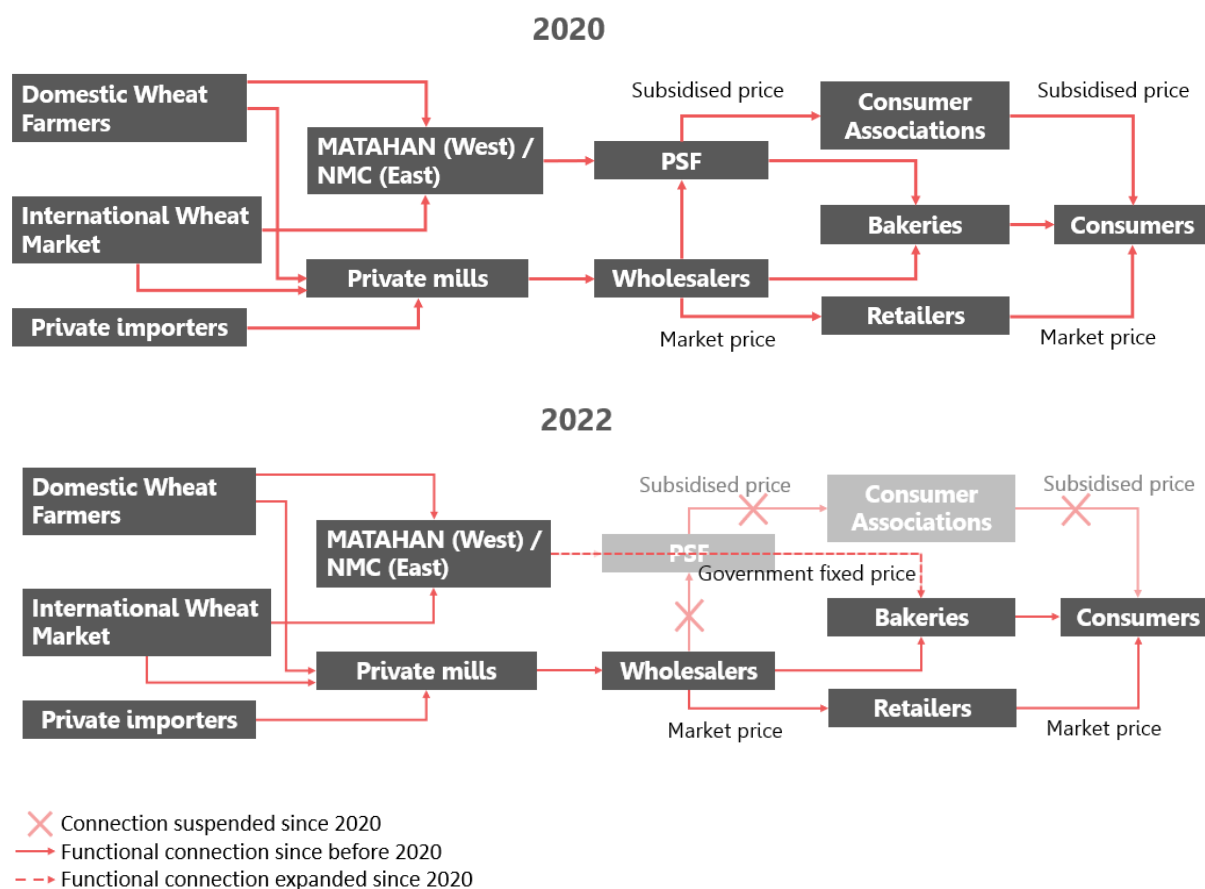 2020
Domestic Wheat
Farmers
MATAHAN (West) /
NMC (East)
International Wheat
Market
Private mills
Private importers
Subsidised price
PSF
Wholesalers
Market price
Consumer
Associations
Bakeries
Retailers
Subsidised price
Consumers
Market price
2022
Domestic Wheat
Farmers
MATAHAN (West) /
NMC (East)
International Wheat
Market
Private mills
Private importers
Subsidised price
PSF
Government fixed price
Wholesalers
Market price
Consumer
Associations
Bakeries
Retailers
Subsidised price
Consumers
Market price
Connection suspended since 2020
Functional connection since before 2020
Functional connection expanded since 2020